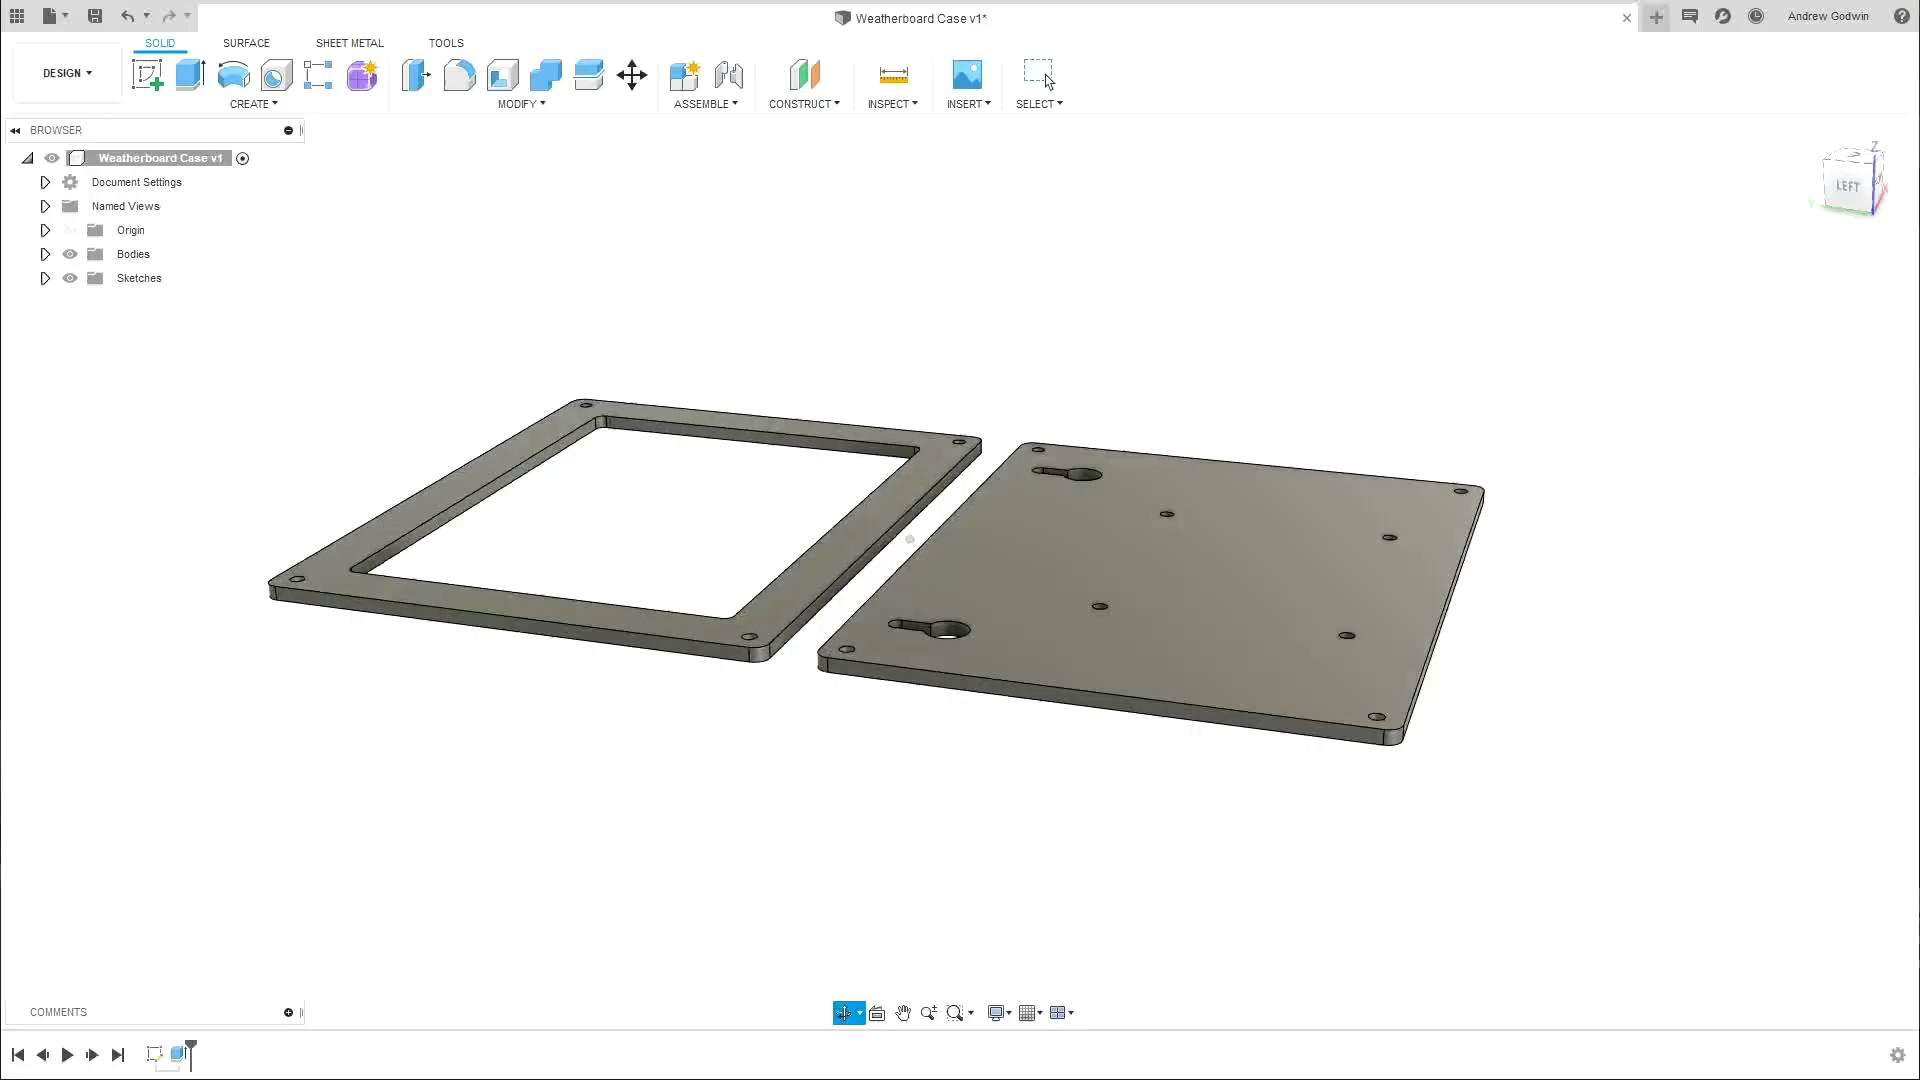 Weatherboard Case v1*
Andrew Godwin
SOLID
SURFACE
SHEET METAL
TOOLS
DESIGN
CREATE
MODIFY
ASSEMBLE
CONSTRUCT
INSPECT
INSERT
SELECT
BROWSER
Weatherboard Case v1
Document Settings
Named Views
Origin
Bodies
Sketches
Z
LEFT
X
Y
COMMENTS